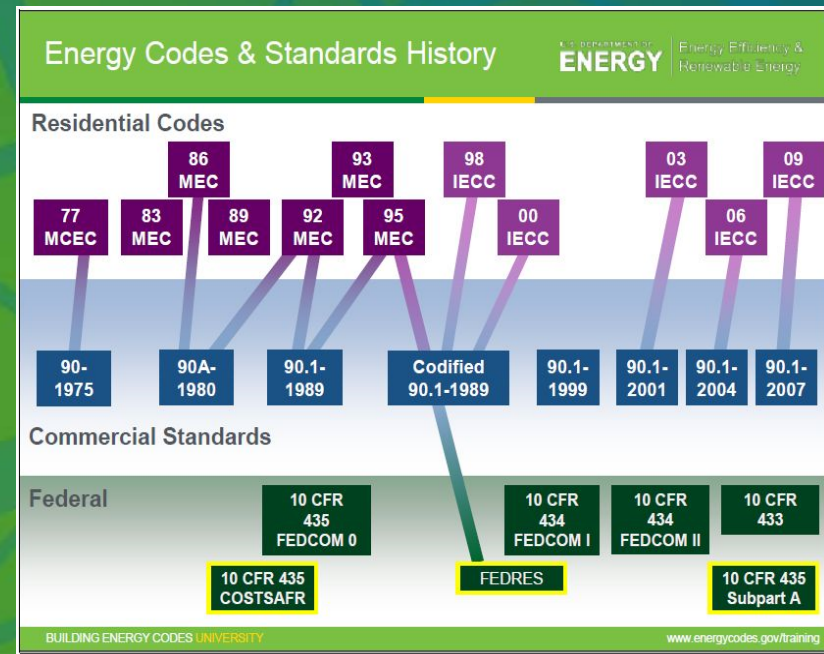 Energy Codes & Standards History
U.S. DEPARTMENT OF
ENERGY
Energy Efficiency &
Renewable Energy
Residential Codes
86
MEC
93
MEC
98
IECC
03
IECC
09
IECC
77
MCEC
83
MEC
89
MEC
92
MEC
95
MEC
00
IECC
06
IECC
90-
1975
90A-
1980
90.1-
1989
Codified
90.1-1989
90.1-
1999
90.1-
2001
90.1-
2004
90.1-
2007
Commercial Standards
Federal
10 CFR
435
FEDCOM 0
10 CFR
434
FEDCOM I
10 CFR
434
FEDCOM II
10 CFR
433
10 CFR 435
COSTSAFR
FEDRES
10 CFR 435
Subpart A
BUILDING ENERGY CODES UNIVERSITY
www.energycodes.gov/training